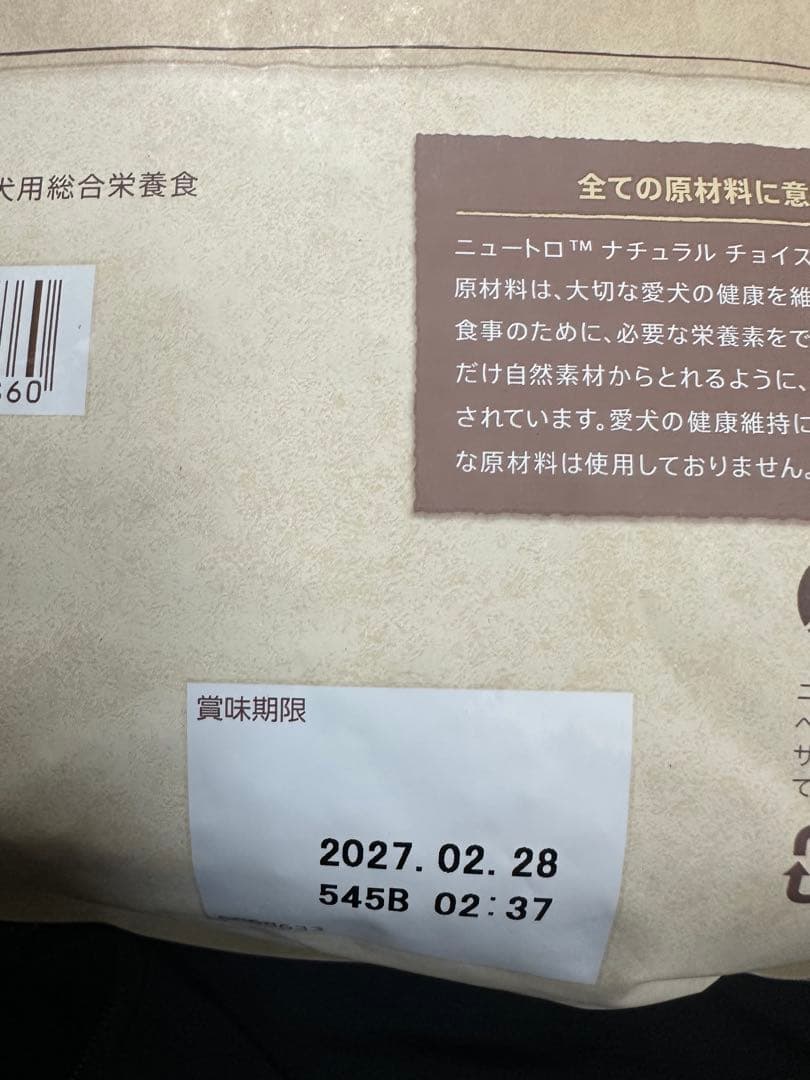 犬用総合栄養食
全ての原材料に意
ニュートロ™ ナチュラル チョイス
原材料は、大切な愛犬の健康を維
食事のために、必要な栄養素をで
だけ自然素材からとれるように、
されています。愛犬の健康維持に
な原材料は使用しておりません。
60
賞味期限
2027. 02. 28
545B 02:37
ニ
ペ
サ
て